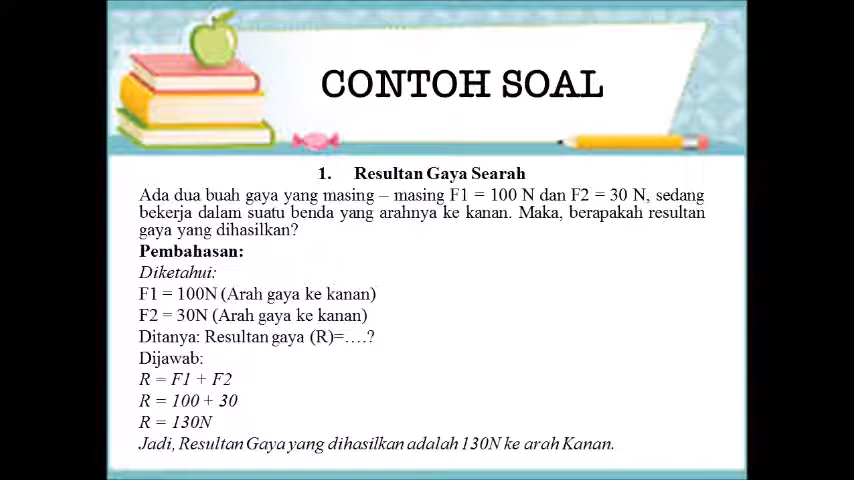 CONTOH SOAL
1. Resultan Gaya Searah
Ada dua buah gaya yang masing – masing F1 = 100 N dan F2 = 30 N, sedang
bekerja dalam suatu benda yang arahnya ke kanan. Maka, berapakah resultan
gaya yang dihasilkan?
Pembahasan:
Diketahui:
F1 = 100N (Arah gaya ke kanan)
F2 = 30N (Arah gaya ke kanan)
Ditanya: Resultan gaya (R)=….?
Dijawab:
R = F1 + F2
R = 100 + 30
R = 130N
Jadi, Resultan Gaya yang dihasilkan adalah 130N ke arah Kanan.